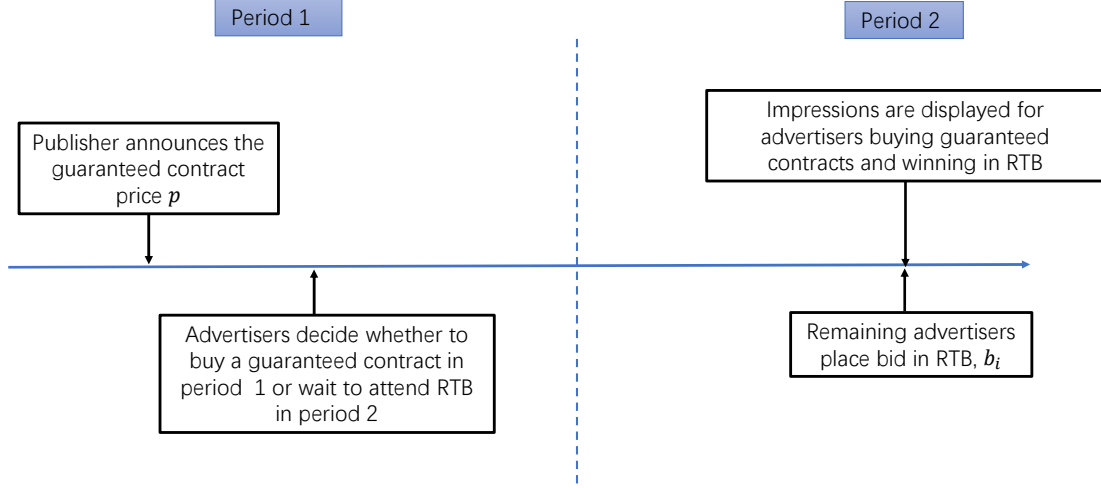 Period 1
Period 2
Publisher announces the
guaranteed contract
price p
Impressions are displayed for
advertisers buying guaranteed
contracts and winning in RTB
Advertisers decide whether to
buy a guaranteed contract in
period 1 or wait to attend RTB
in period 2
Remaining advertisers
place bid in RTB, bᵢ